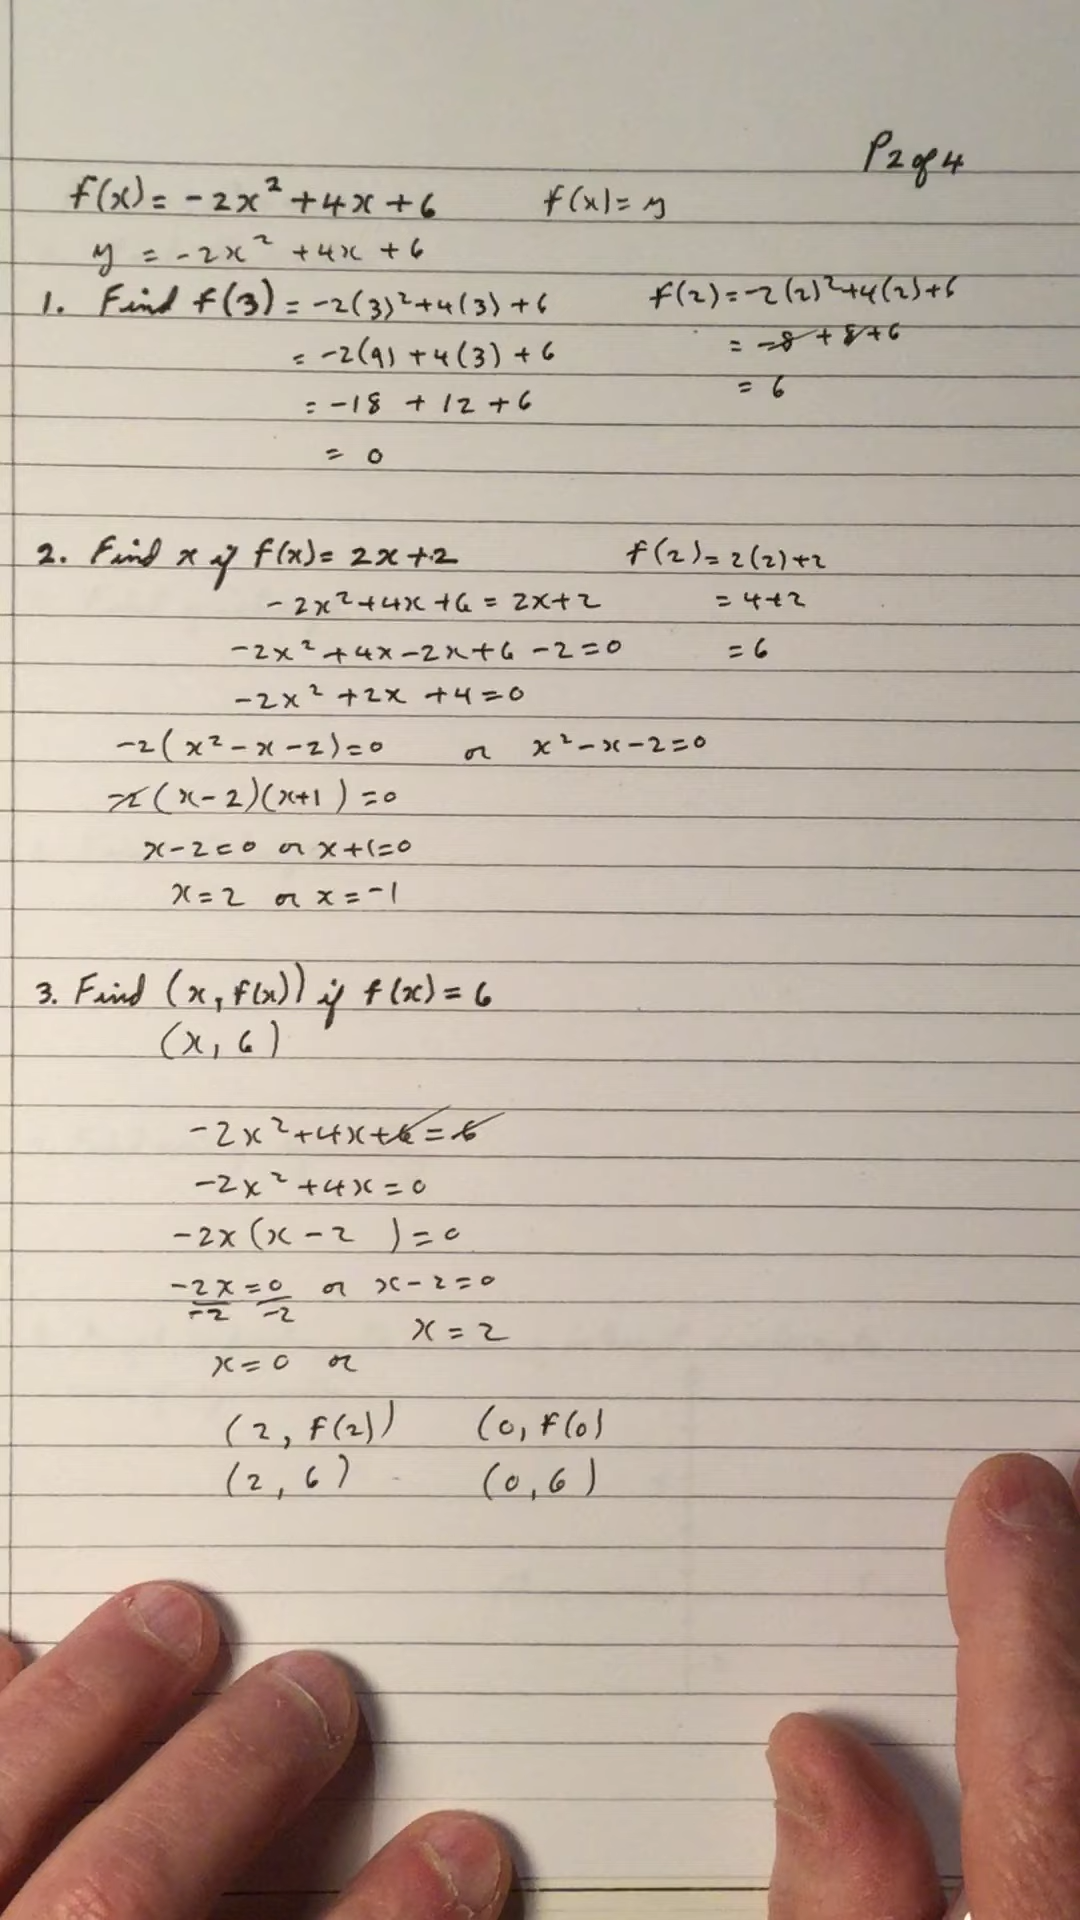 P2 of 4
f(x) = -2x² + 4x + 6 f(x) = y
y = -2x² + 4x + 6
1. Find f(3) = -2(3)² + 4(3) + 6 f(2) = -2(2)² + 4(2) + 6
= -2(9) + 4(3) + 6 = -8 + 8 + 6
= -18 + 12 + 6 = 6
= 0
2. Find x if f(x) = 2x + 2 f(2) = 2(2) + 2
-2x² + 4x + 6 = 2x + 2 = 4 + 2
-2x² + 4x - 2x + 6 - 2 = 0 = 6
-2x² + 2x + 4 = 0
-2(x² - x - 2) = 0 or x² - x - 2 = 0
-2(x - 2)(x + 1) = 0
x - 2 = 0 or x + 1 = 0
x = 2 or x = -1
3. Find (x, f(x)) if f(x) = 6
(x, 6)
-2x² + 4x + 6 = 6
-2x² + 4x = 0
-2x(x - 2 ) = 0
-2x = 0 or x - 2 = 0
-2 -2
x = 2
x = 0 or
(2, f(2)) (0, f(0)
(2, 6) (0, 6)